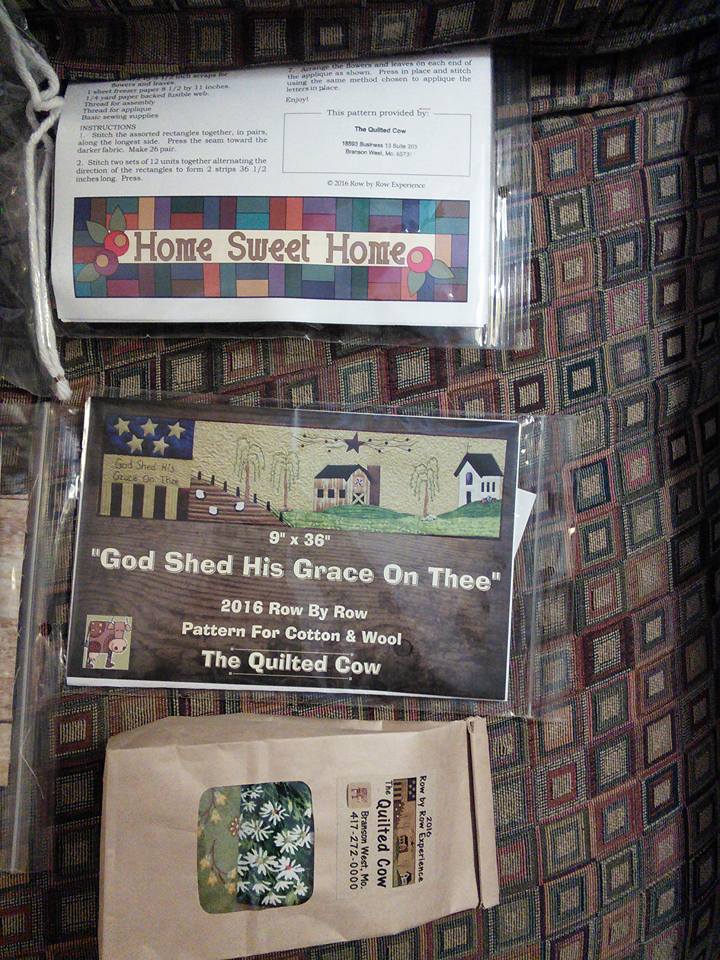 flowers and leaves.
1 sheet freezer paper 8 1/2 by 11 inches.
1/4 yard paper backed fusible web.
Thread for assembly
Thread for applique
Basic sewing supplies
INSTRUCTIONS
1. Stitch the assorted rectangles together, in pairs,
along the longest side. Press the seam toward the
darker fabric. Make 26 pair.
2. Stitch two sets of 12 units together alternating the
direction of the rectangles to form 2 strips 36 1/2
inches long. Press.
7. Arrange the flowers and leaves on each end of
the applique as shown. Press in place and stitch
using the same method chosen to applique the
letters in place.
Enjoy!
This pattern provided by:
The Quilted Cow
18593 Business 13 Suite 203
Branson West, Mo.
© 2016 Row by Row Experience
Home Sweet Home
God Shed His
Grace On Thee
9" x 36"
"God Shed His Grace On Thee"
2016 Row By Row
Pattern For Cotton & Wool
The Quilted Cow
2016
Row by Row Experience
The Quilted Cow
Branson West, Mo.
417-272-0000